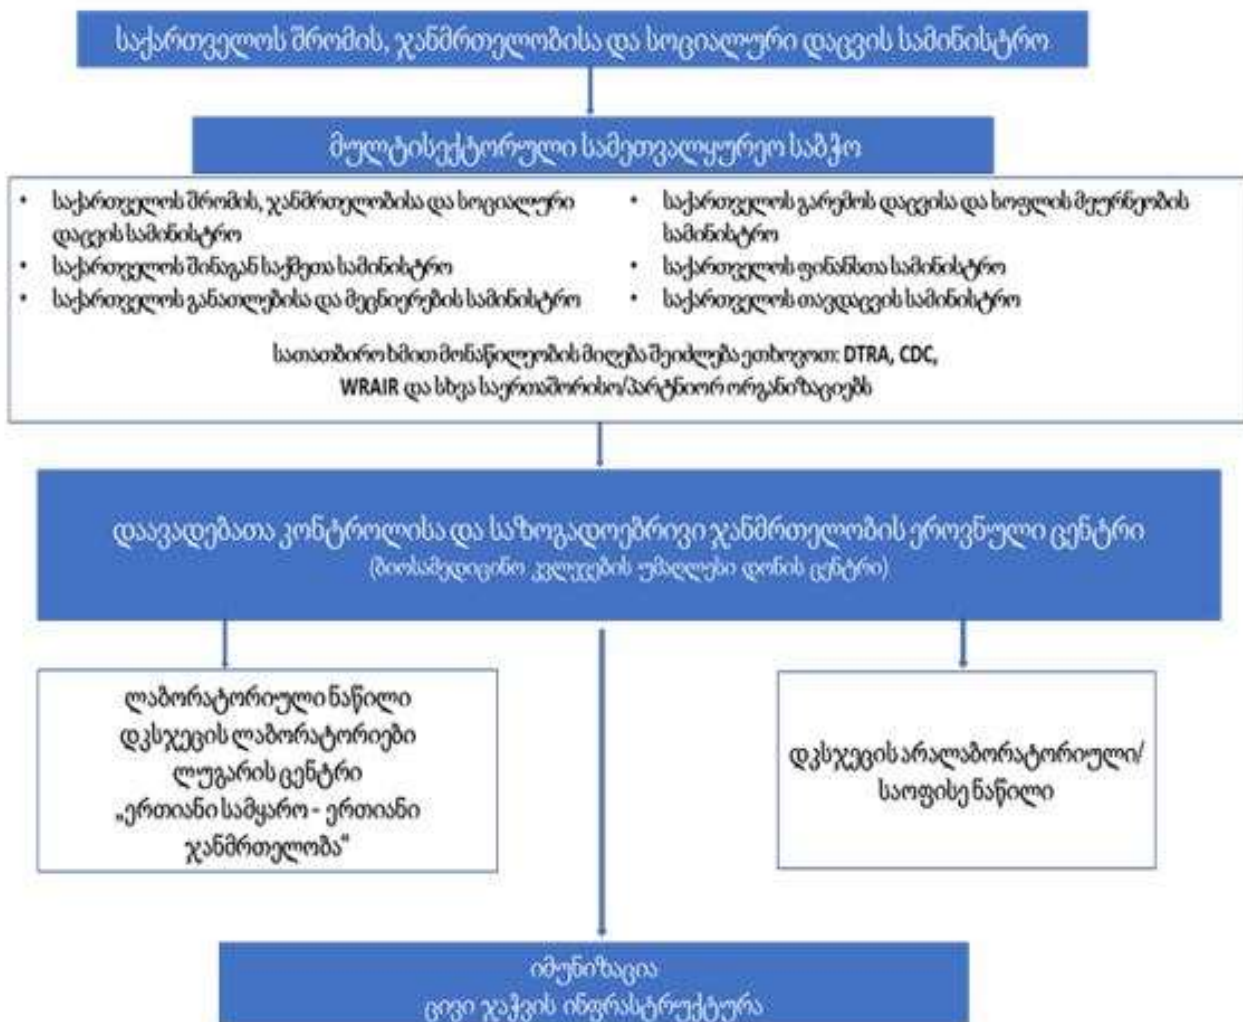 საქართველოს შრომის, ჯანმრთელობისა და სოციალური დაცვის სამინისტრო
მულტისექტორული სამეთვალყურეო საბჭო
• საქართველოს შრომის, ჯანმრთელობისა და სოციალური
დაცვის სამინისტრო
• საქართველოს შინაგან საქმეთა სამინისტრო
• საქართველოს განათლებისა და მეცნიერების სამინისტრო
• საქართველოს გარემოს დაცვისა და სოფლის მეურნეობის
სამინისტრო
• საქართველოს ფინანსთა სამინისტრო
• საქართველოს თავდაცვის სამინისტრო
სათათბირო ხმით მონაწილეობის მიღება შეიძლება ეთხოვოთ: DTRA, CDC,
WRAIR და სხვა საერთაშორისო/პარტნიორ ორგანიზაციებს
დაავადებათა კონტროლისა და საზოგადოებრივი ჯანმრთელობის ეროვნული ცენტრი
(ბიოსამედიცინო კვლევების უმაღლესი დონის ცენტრი)
ლაბორატორიული ნაწილი
დკსჯეცის ლაბორატორიები
ლუგარის ცენტრი
„ერთიანი სამყარო - ერთიანი
ჯანმრთელობა“
დკსჯეცის არალაბორატორიული/
საოფისე ნაწილი
იმუნიზაცია
ცივი ჯაჭვის ინფრასტრუქტურა